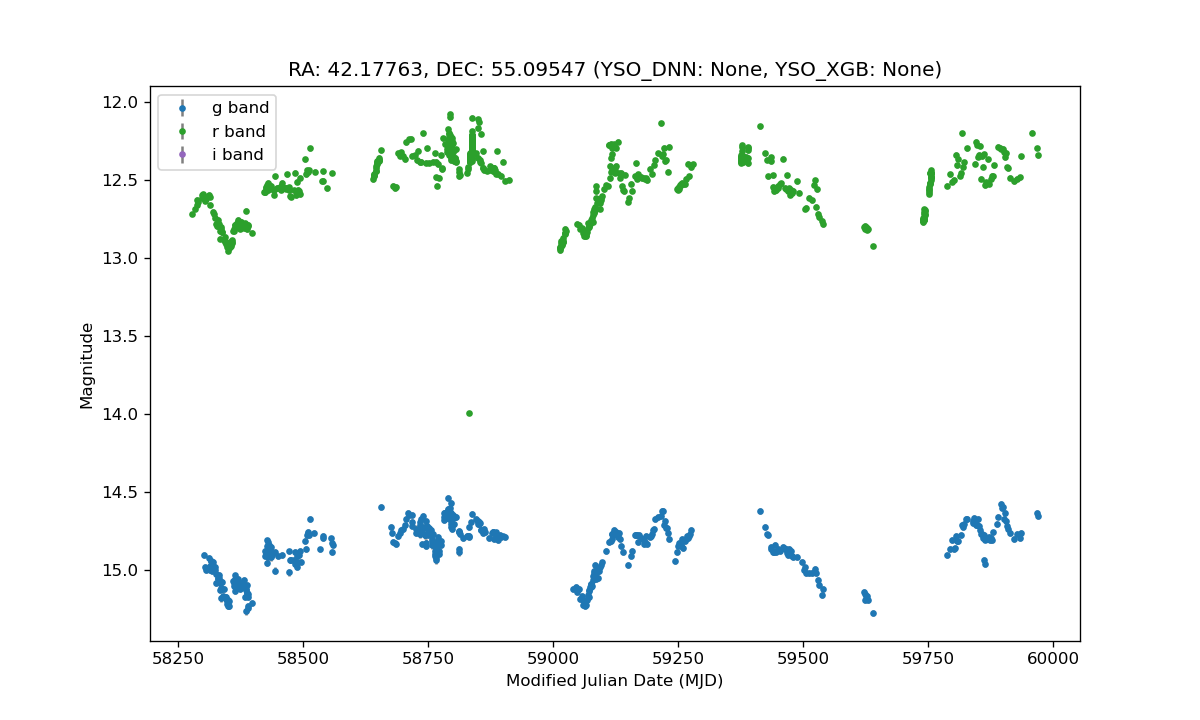 RA: 42.17763, DEC: 55.09547 (YSO_DNN: None, YSO_XGB: None)
g band
r band
i band
12.0
12.5
13.0
13.5
14.0
14.5
15.0
Magnitude
58250 58500 58750 59000 59250 59500 59750 60000
Modified Julian Date (MJD)